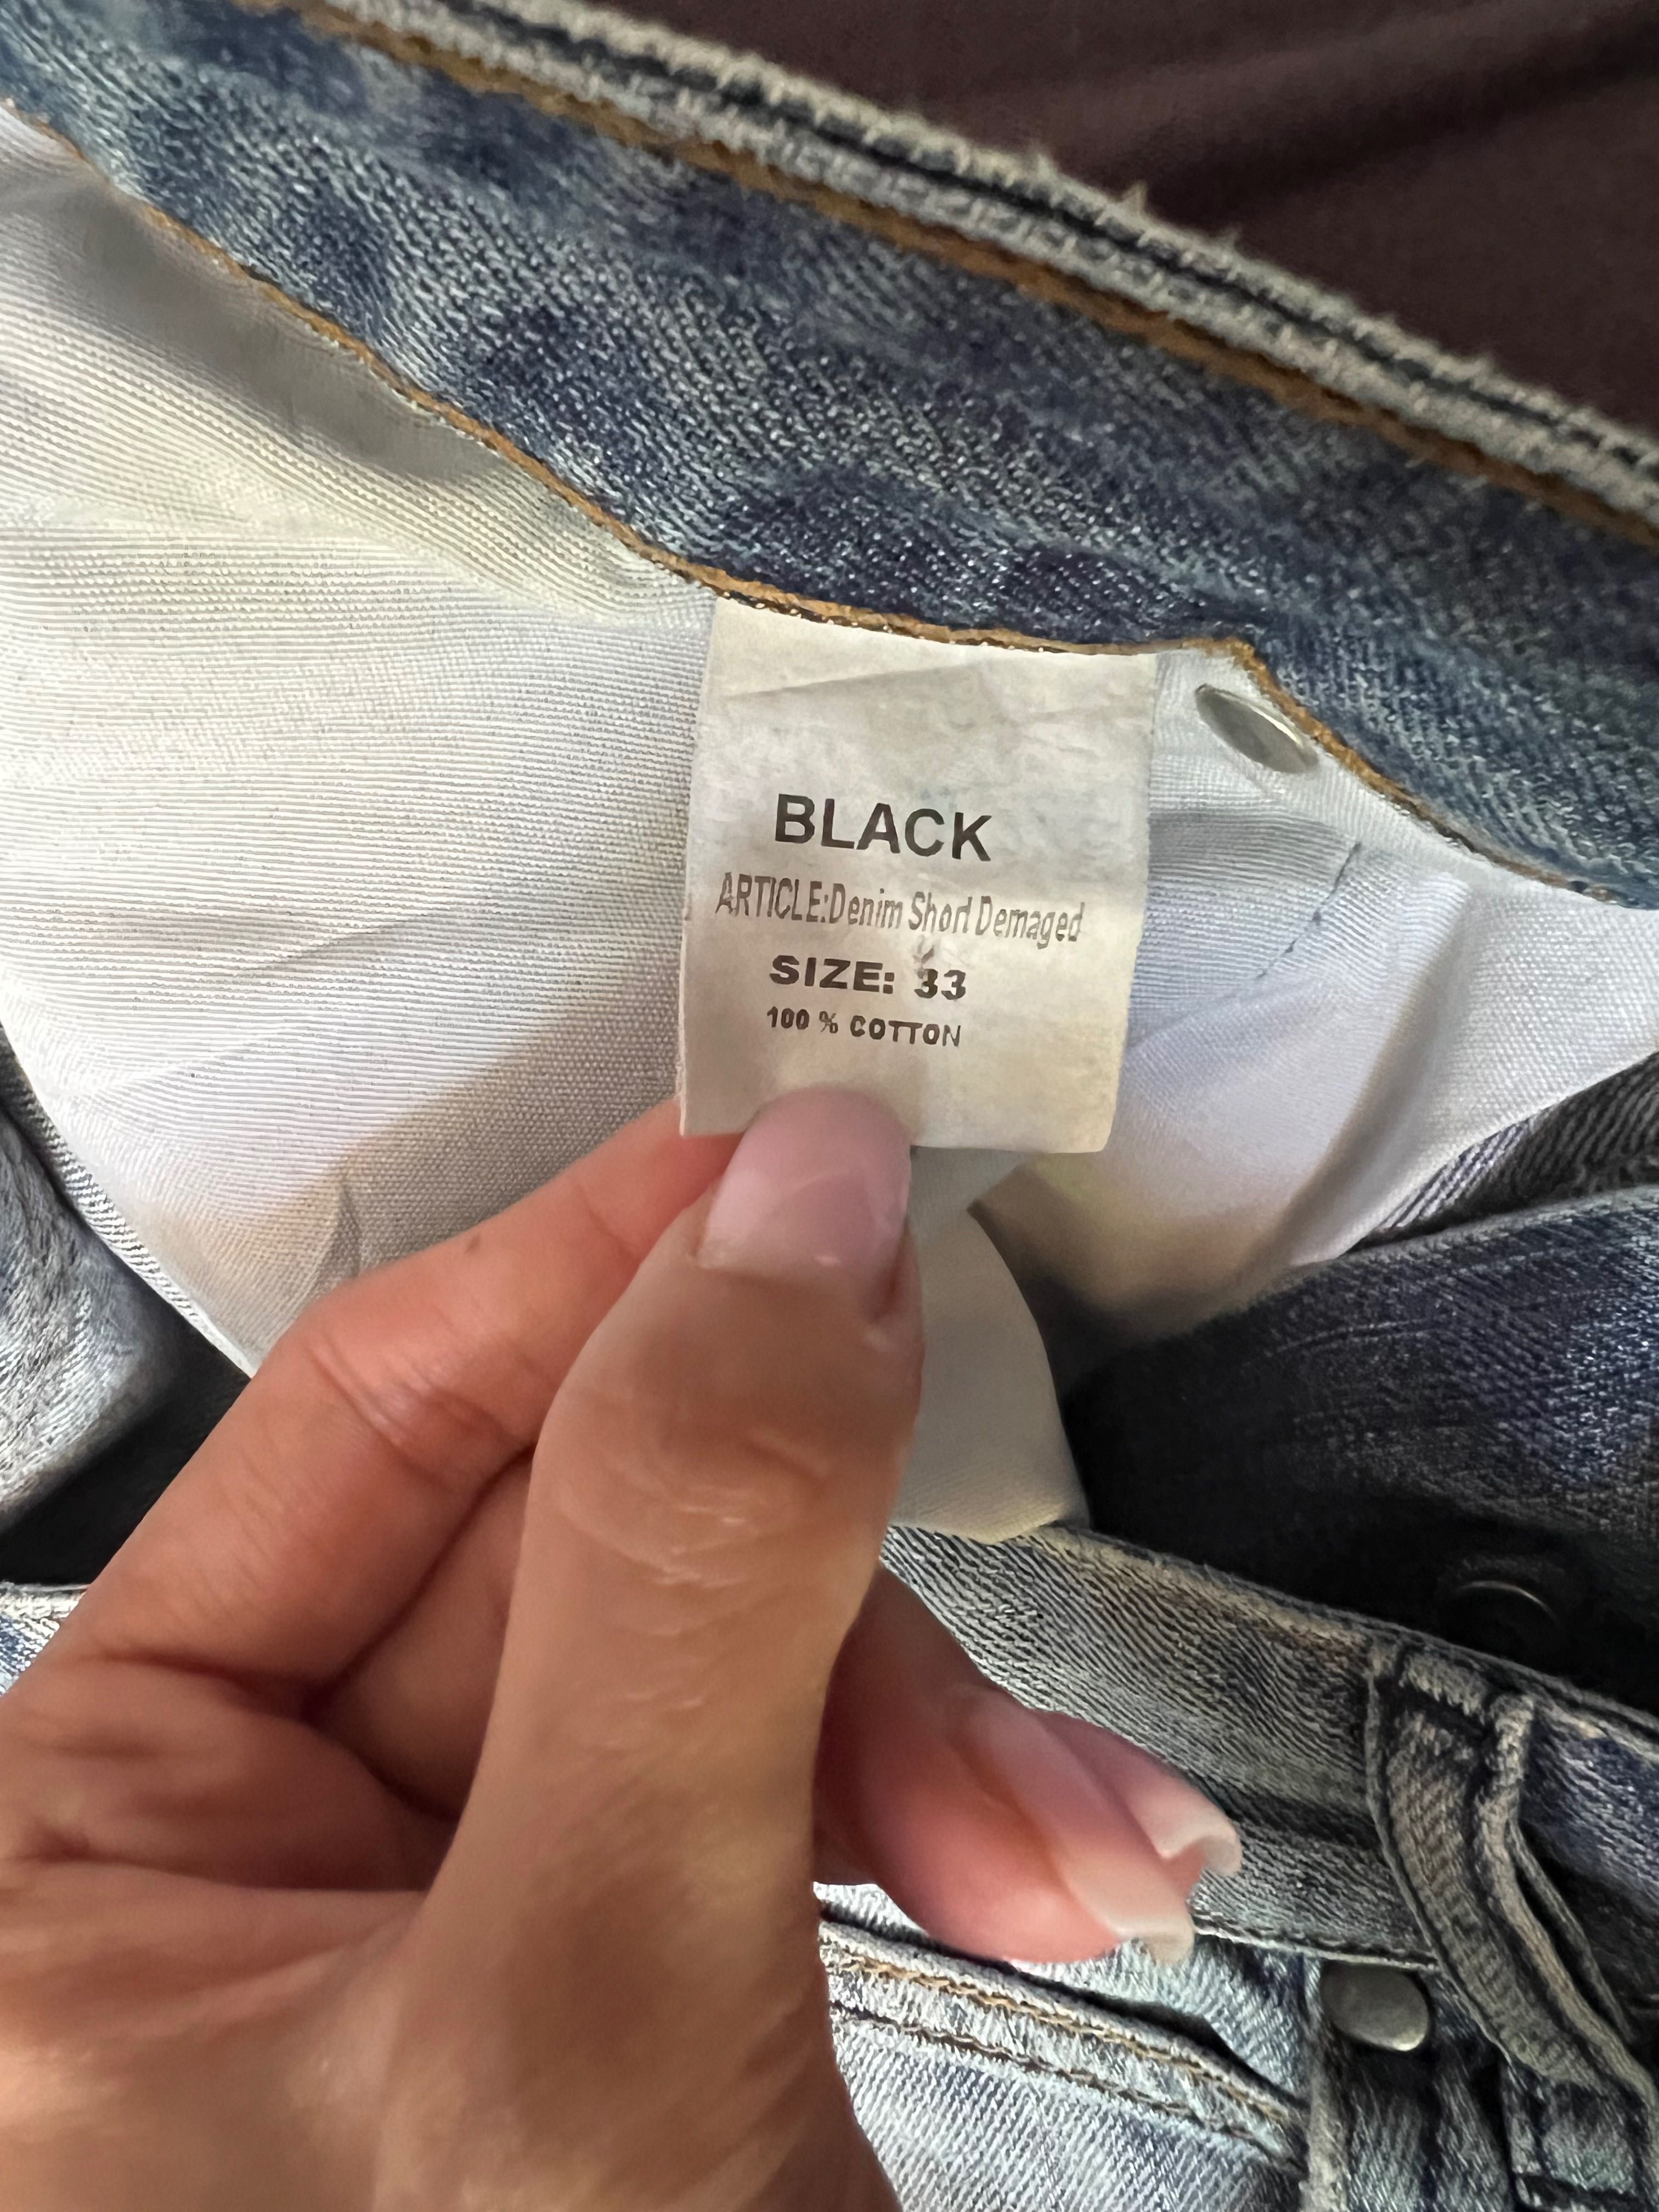 BLACK
ARTICLE:Denim Short Demaged
SIZE: 33
100 % COTTON